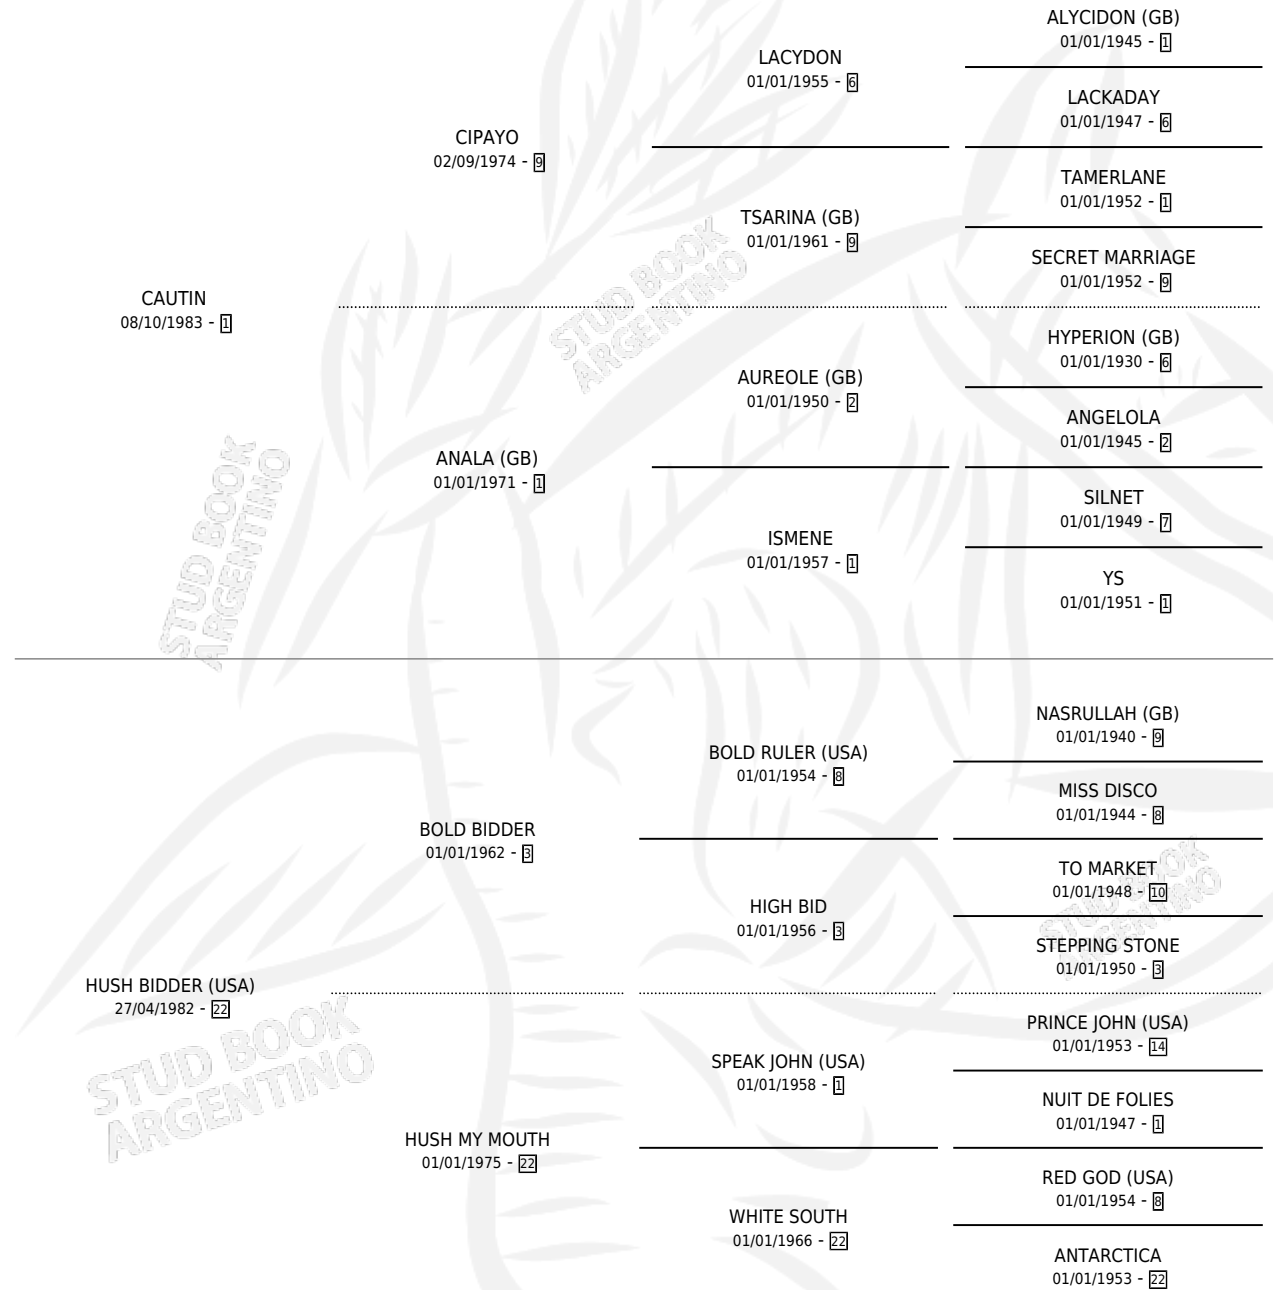 ALYCIDON (GB)
01/01/1945 - 1
LACYDON
01/01/1955 - 6
LACKADAY
01/01/1947 - 6
CIPAYO
02/09/1974 - 9
TAMERLANE
01/01/1952 - 1
TSARINA (GB)
01/01/1961 - 9
SECRET MARRIAGE
01/01/1952 - 9
STUD BOOK
ARGENTINO
CAUTIN
08/10/1983 - 1
HYPERION (GB)
01/01/1930 - 6
AUREOLE (GB)
01/01/1950 - 2
ANGELOLA
01/01/1945 - 2
ANALA (GB)
01/01/1971 - 1
SILNET
01/01/1949 - 7
ISMENE
01/01/1957 - 1
YS
01/01/1951 - 1
STUD BOOK
ARGENTINO
NASRULLAH (GB)
01/01/1940 - 9
BOLD RULER (USA)
01/01/1954 - 8
MISS DISCO
01/01/1944 - 8
BOLD BIDDER
01/01/1962 - 3
TO MARKET
01/01/1948 - 10
HIGH BID
01/01/1956 - 3
STEPPING STONE
01/01/1950 - 3
STUD BOOK
ARGENTINO
HUSH BIDDER (USA)
27/04/1982 - 22
PRINCE JOHN (USA)
01/01/1953 - 14
SPEAK JOHN (USA)
01/01/1958 - 1
NUIT DE FOLIES
01/01/1947 - 1
STUD BOOK
ARGENTINO
HUSH MY MOUTH
01/01/1975 - 22
RED GOD (USA)
01/01/1954 - 8
WHITE SOUTH
01/01/1966 - 22
ANTARCTICA
01/01/1953 - 22